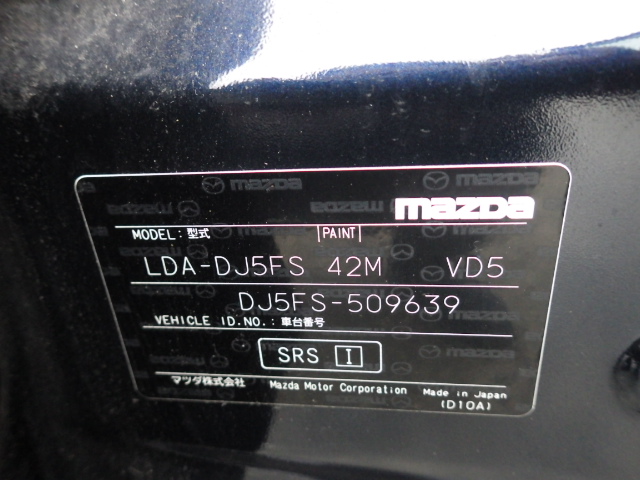 mazda
MODEL:型式 PAINT
LDA-DJ5FS 42M VD5
DJ5FS-509639
VEHICLE ID.NO.:車台番号
SRS I
マツダ株式会社 Mazda Motor Corporation Made in Japan
(D10A)